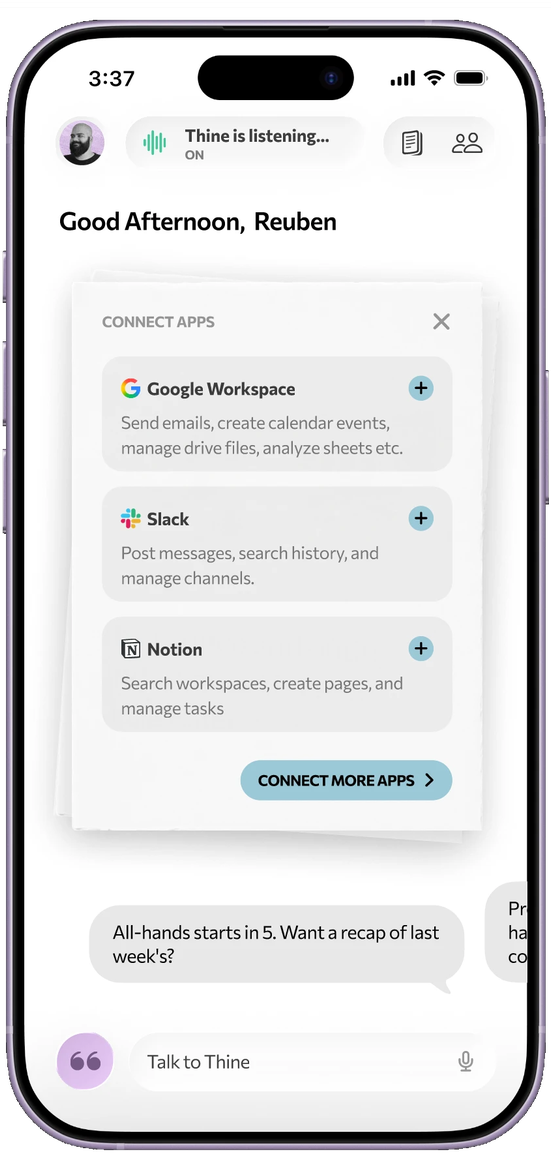 3:37
Thine is listening...
ON
Good Afternoon, Reuben
CONNECT APPS
Google Workspace
Send emails, create calendar events,
manage drive files, analyze sheets etc.
Slack
Post messages, search history, and
manage channels.
Notion
Search workspaces, create pages, and
manage tasks
CONNECT MORE APPS
All-hands starts in 5. Want a recap of last
week's?
Talk to Thine